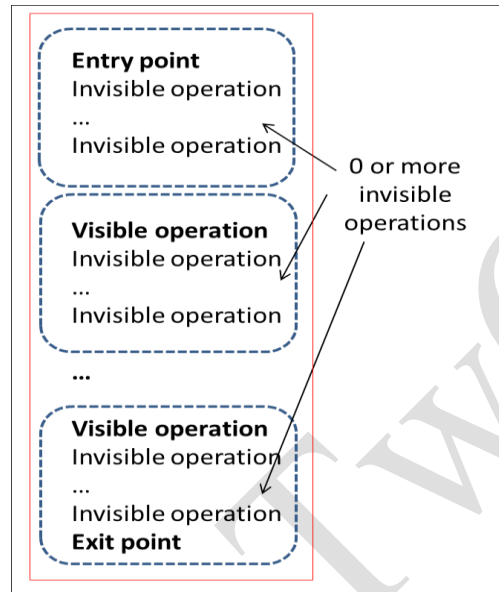 Entry point
Invisible operation
...
Invisible operation
0 or more
invisible
operations
Visible operation
Invisible operation
...
Invisible operation
...
Visible operation
Invisible operation
...
Invisible operation
Exit point